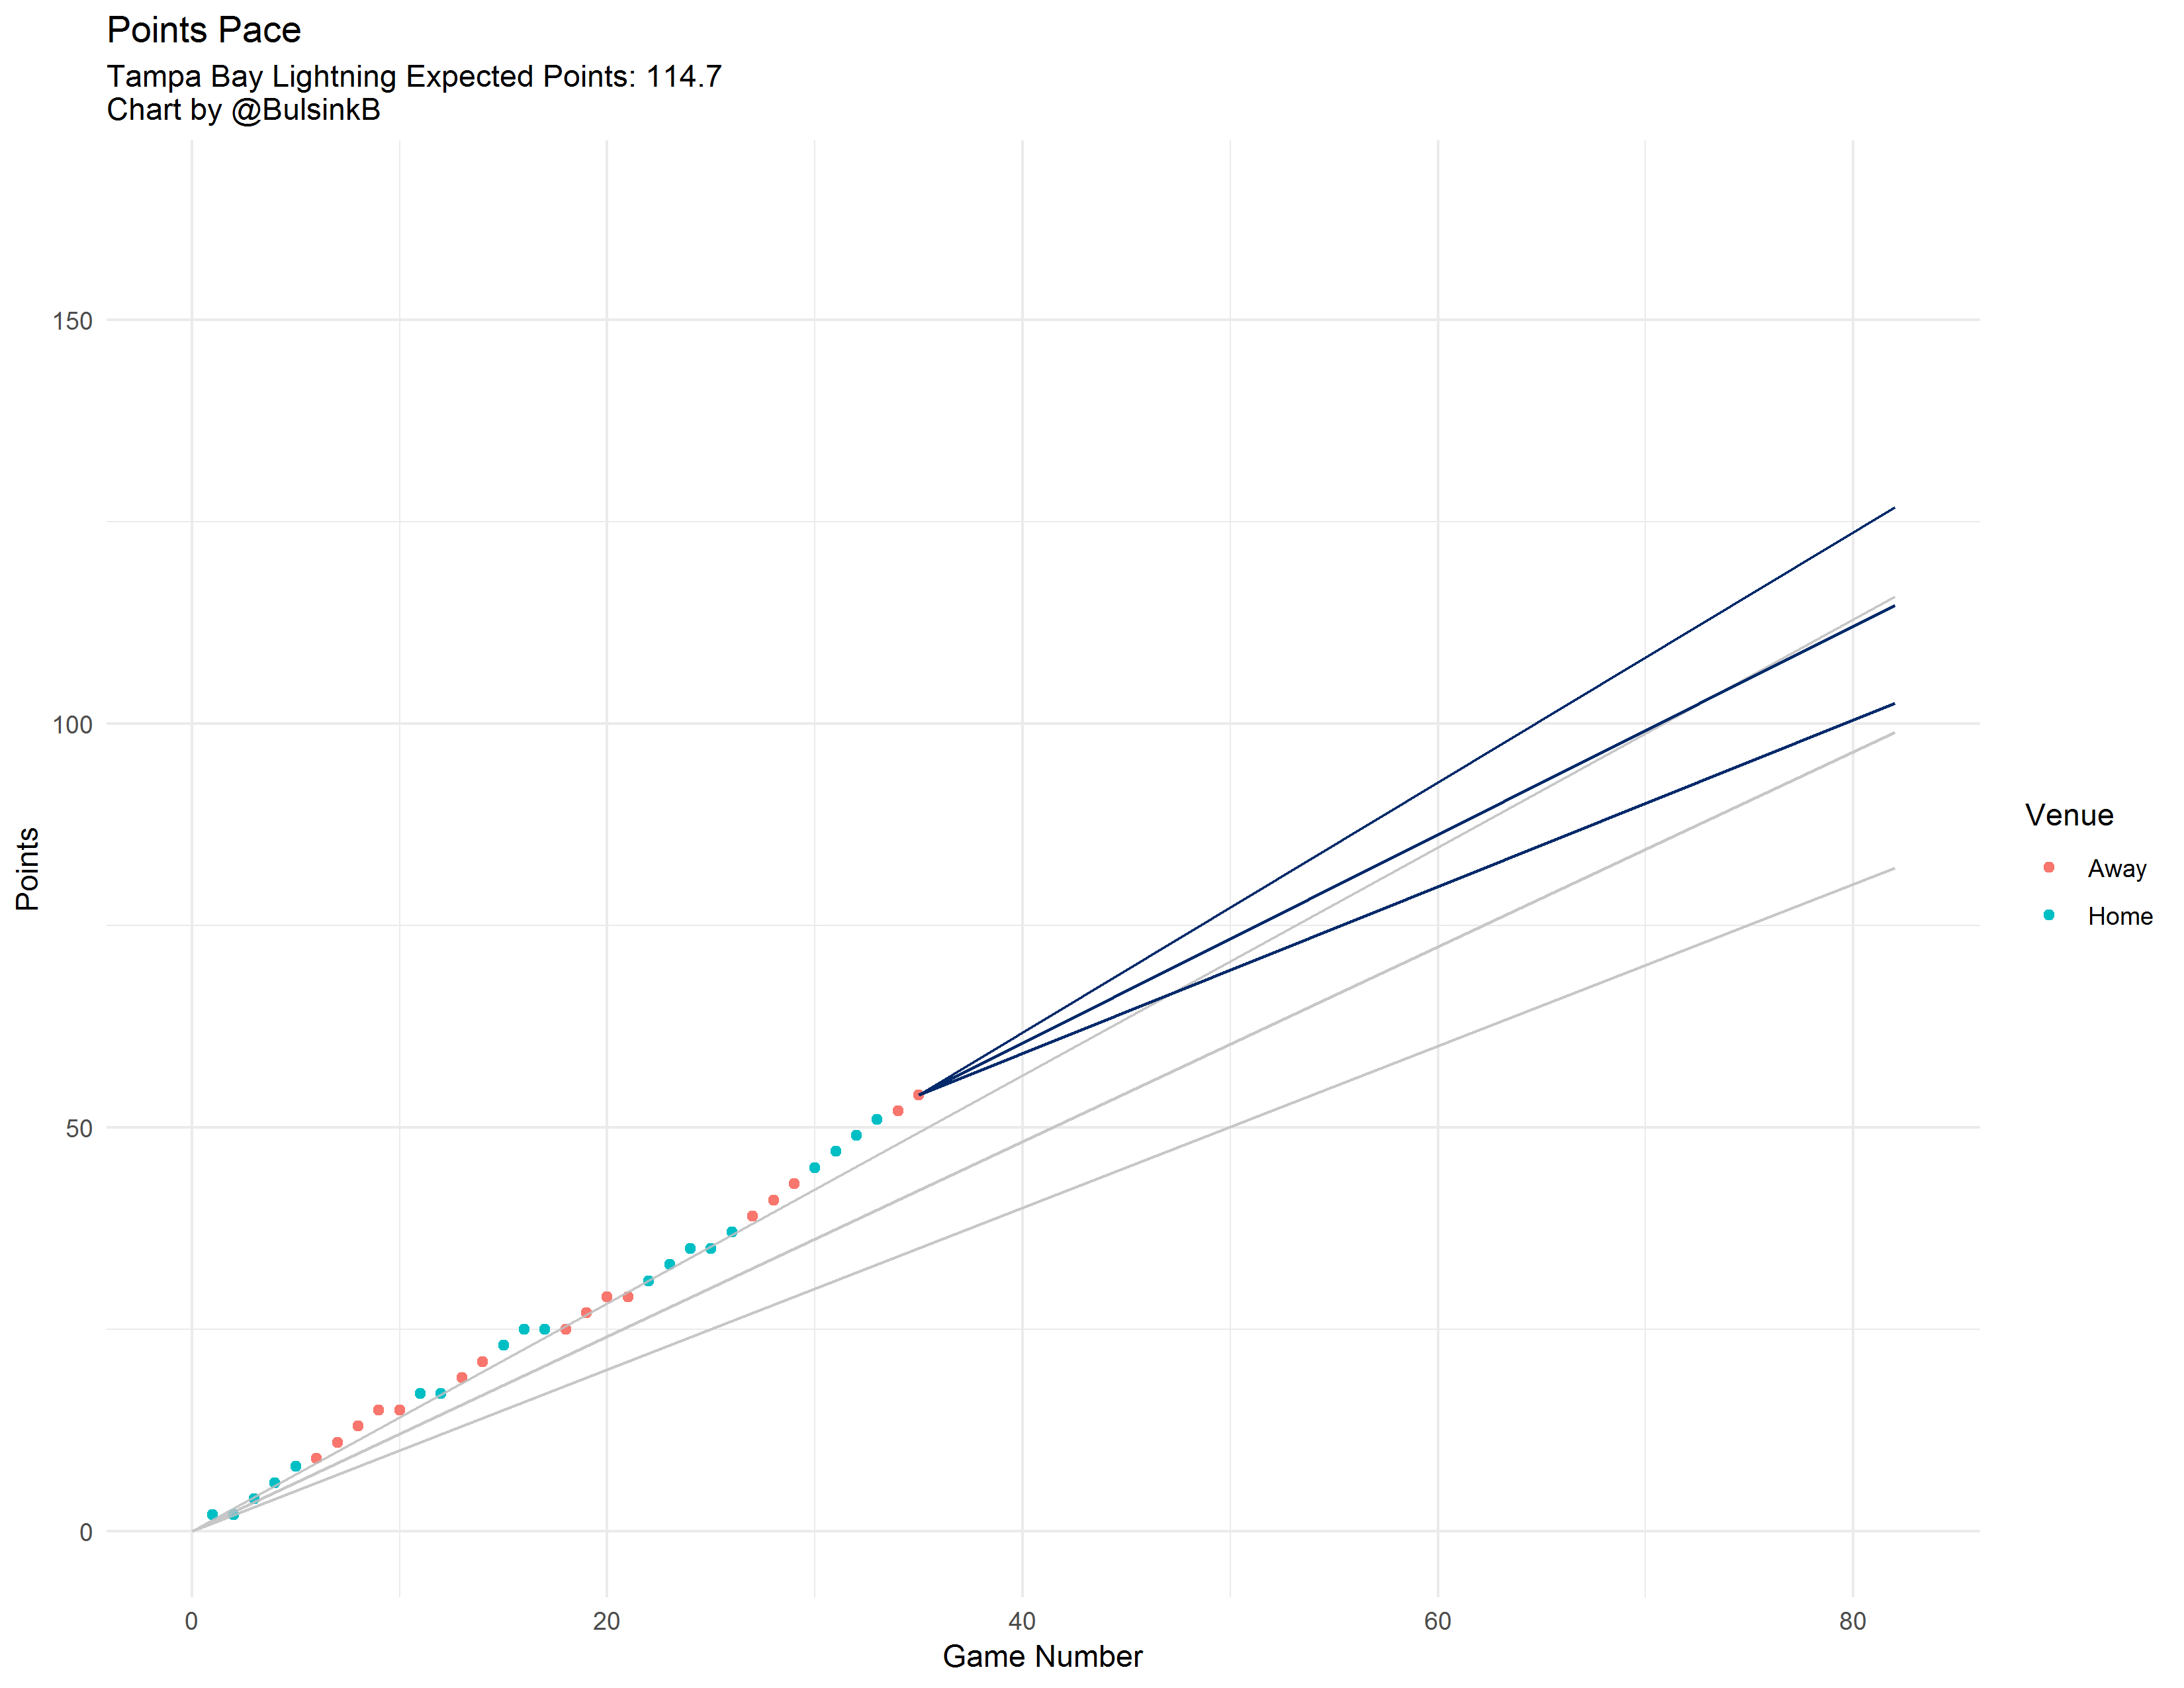 Points Pace
Tampa Bay Lightning Expected Points: 114.7
Chart by @BulsinkB
150
100
50
0
Points
0 20 40 60 80
Game Number
Venue
Away
Home